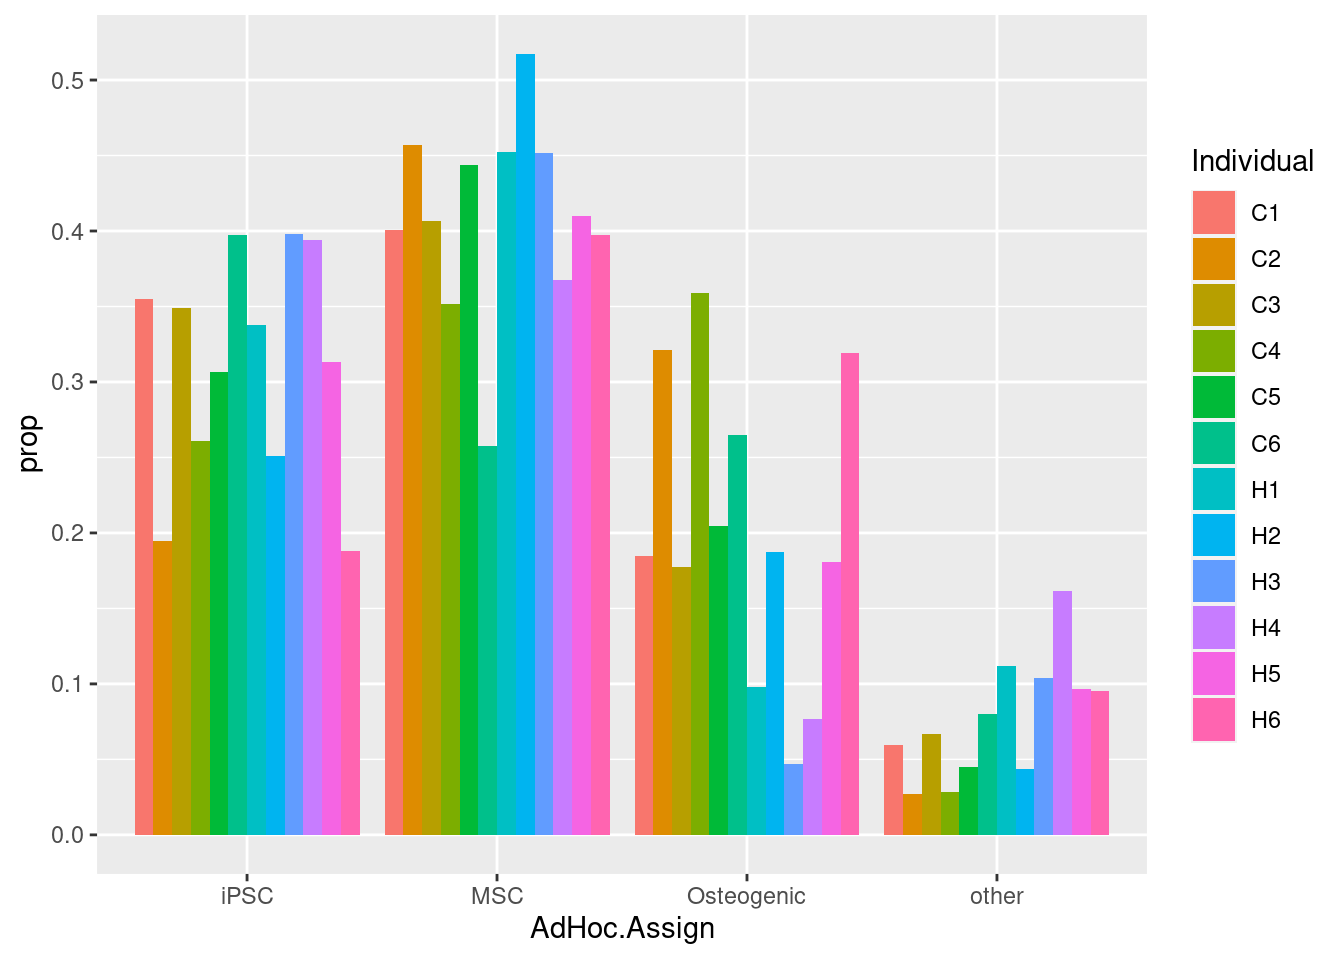 prop
0.5
0.4
0.3
0.2
0.1
0.0
iPSC
MSC
Osteogenic
other
AdHoc.Assign
Individual
C1
C2
C3
C4
C5
C6
H1
H2
H3
H4
H5
H6